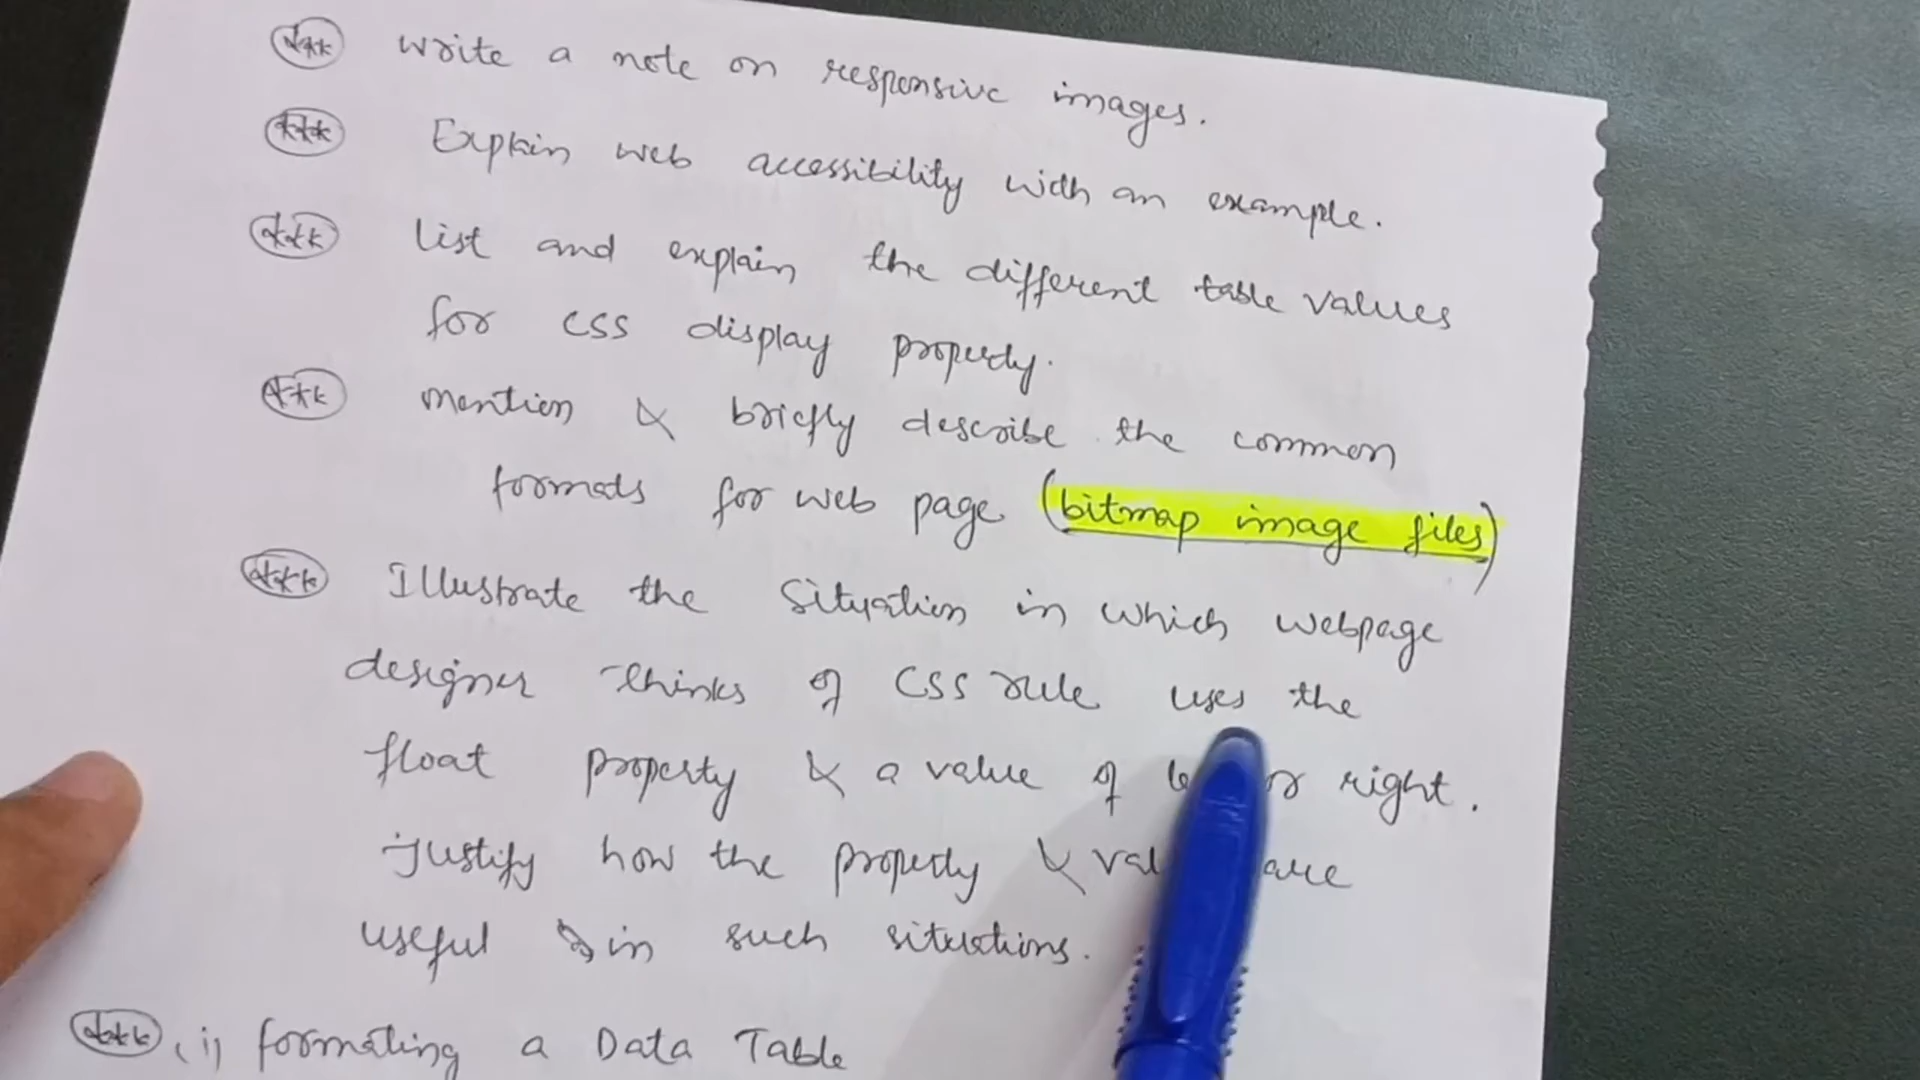 *** write a note on responsive images.
*** Explain web accessibility with an example.
*** list and explain the different table values
for css display property.
*** mention & briefly describe the common
formats for web page (bitmap image files)
*** Illustrate the situation in which webpage
designer thinks of CSS rule uses the
float property & a value of or right.
justify how the property & are
useful in such situations.
*** (i) formating a Data Table